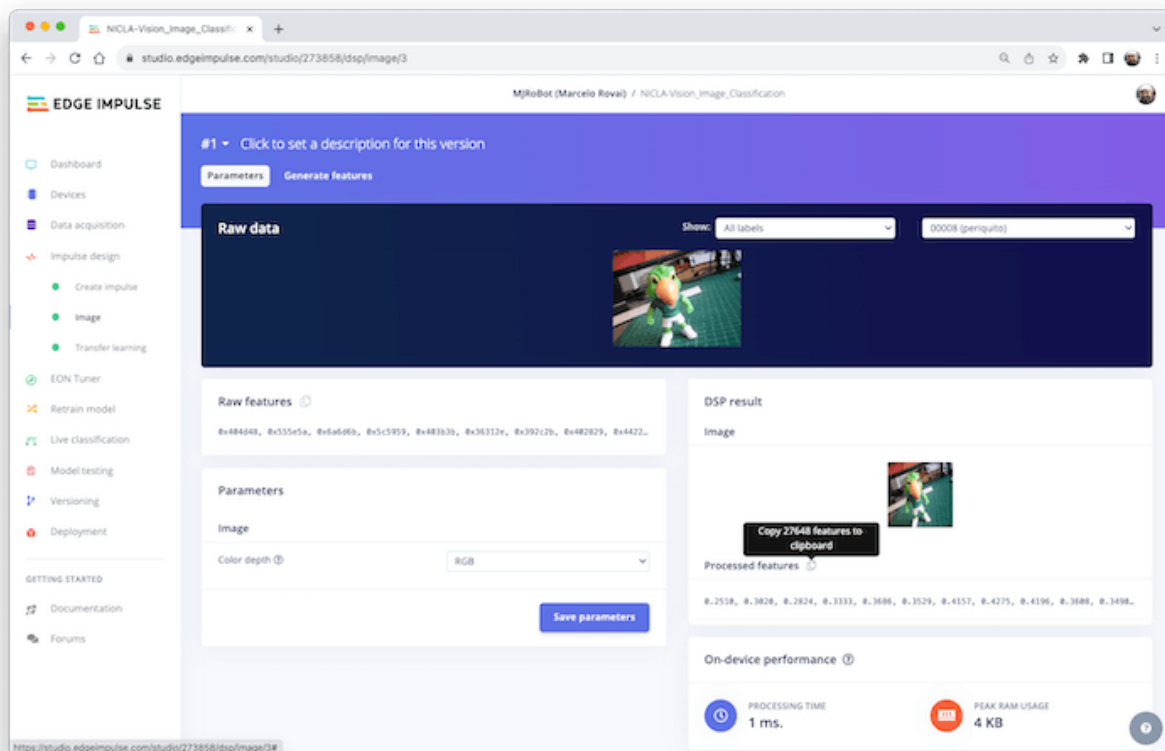 NICLA-Vision_Image_Classific
studio.edgeimpulse.com/studio/273858/dsp/image/3
EDGE IMPULSE
MJRoBot (Marcelo Rovai) / NICLA-Vision_Image_Classification
#1 Click to set a description for this version
Parameters Generate features
Dashboard
Devices
Data acquisition
Impulse design
Create impulse
Image
Transfer learning
EON Tuner
Retrain model
Live classification
Model testing
Versioning
Deployment
GETTING STARTED
Documentation
Forums
Raw data
Show: All labels 00008 (periquito)
Raw features
0x404d48, 0x555e5a, 0x6a6d6b, 0x5c5959, 0x403b3b, 0x36312e, 0x392c2b, 0x402029, 0x4422...
Parameters
Image
Color depth RGB
Save parameters
DSP result
Image
Copy 27648 features to
clipboard
Processed features
0.2510, 0.3020, 0.2824, 0.3333, 0.3686, 0.3529, 0.4157, 0.4275, 0.4196, 0.3608, 0.3490...
On-device performance
PROCESSING TIME
1 ms.
PEAK RAM USAGE
4 KB
https://studio.edgeimpulse.com/studio/273858/dsp/image/3#